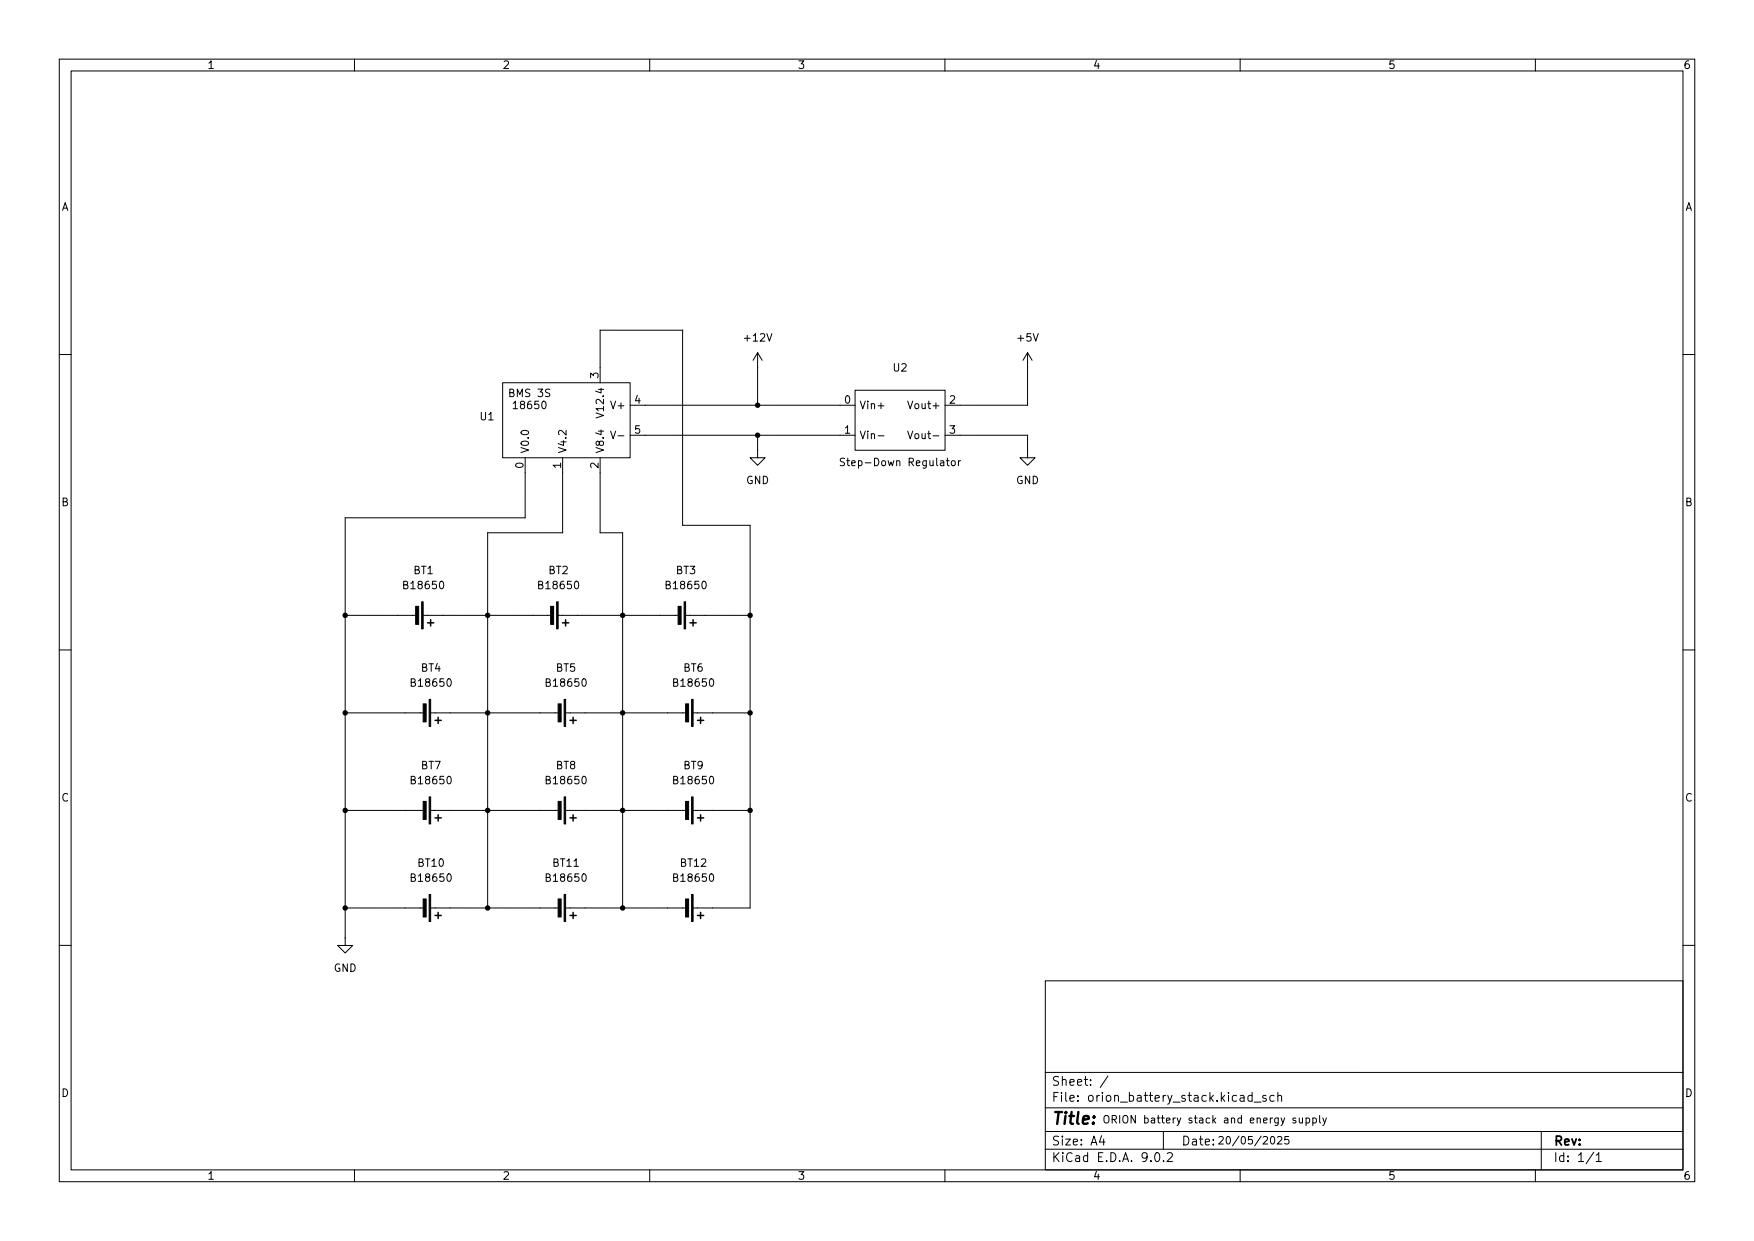 1 2 3 4 5 6
A A
+12V +5V
U2
3
BMS 3S
18650
V12.4
V+ 4
0 Vin+ Vout+ 2
U1
V0.0 V4.2 V8.4 V- 5
1 Vin- Vout- 3
0 1 2
Step-Down Regulator
GND GND
B B
BT1 BT2 BT3
B18650 B18650 B18650
+ + +
BT4 BT5 BT6
B18650 B18650 B18650
+ + +
BT7 BT8 BT9
B18650 B18650 B18650
C C
+ + +
BT10 BT11 BT12
B18650 B18650 B18650
+ + +
GND
Sheet: /
D D
File: orion_battery_stack.kicad_sch
Title: ORION battery stack and energy supply
Size: A4 Date: 20/05/2025 Rev:
KiCad E.D.A. 9.0.2 Id: 1/1
1 2 3 4 5 6